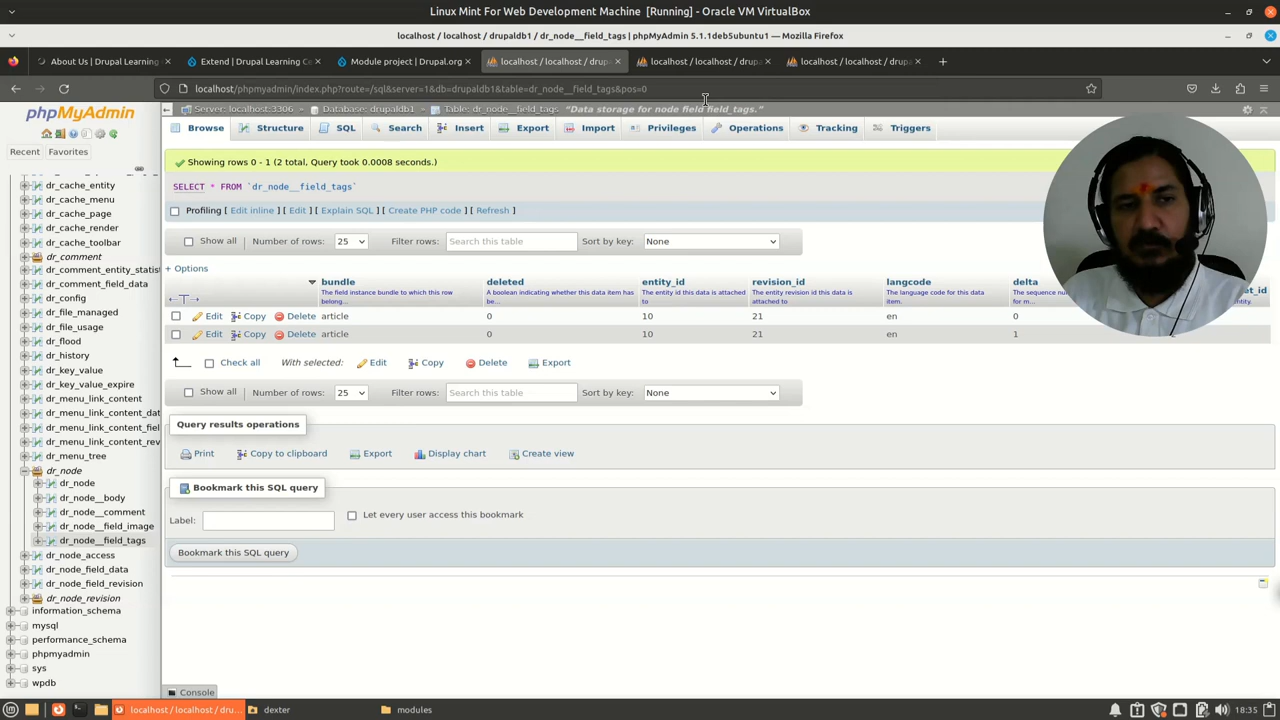 Linux Mint For Web Development Machine [Running] - Oracle VM VirtualBox
localhost / localhost / drupaldb1 / dr_node__field_tags | phpMyAdmin 5.1.1deb5ubuntu1 — Mozilla Firefox
About Us | Drupal Learning
Extend | Drupal Learning Ce
Module project | Drupal.org
localhost / localhost / drup
localhost / localhost / drupa
localhost / localhost / drupa
localhost/phpmyadmin/index.php?route=/sql&server=1&db=drupaldb1&table=dr_node__field_tags&pos=0
phpMyAdmin
Recent Favorites
Server: localhost:3306 » Database: drupaldb1 » Table: dr_node__field_tags "Data storage for node field field_tags."
Browse Structure SQL Search Insert Export Import Privileges Operations Tracking Triggers
Showing rows 0 - 1 (2 total, Query took 0.0008 seconds.)
SELECT * FROM `dr_node__field_tags`
Profiling [ Edit inline ] [ Edit ] [ Explain SQL ] [ Create PHP code ] [ Refresh ]
Show all Number of rows: 25 Filter rows: Search this table Sort by key: None
+ Options
bundle deleted entity_id revision_id langcode delta
The field instance bundle to which this row belong...
A boolean indicating whether this data item has be...
The entity id this data is attached to
The entity revision id this data is attached to
The language code for this data item.
The sequence for m...
Edit Copy Delete article 0 10 21 en 0
Edit Copy Delete article 0 10 21 en 1
Check all With selected: Edit Copy Delete Export
Show all Number of rows: 25 Filter rows: Search this table Sort by key: None
Query results operations
Print Copy to clipboard Export Display chart Create view
Bookmark this SQL query
Label: Let every user access this bookmark
Bookmark this SQL query
Console
dr_cache_entity
dr_cache_menu
dr_cache_page
dr_cache_render
dr_cache_toolbar
dr_comment
dr_comment_entity_statis
dr_comment_field_data
dr_config
dr_file_managed
dr_file_usage
dr_flood
dr_history
dr_key_value
dr_key_value_expire
dr_menu_link_content
dr_menu_link_content_dat
dr_menu_link_content_fiel
dr_menu_link_content_rev
dr_menu_tree
dr_node
dr_node
dr_node__body
dr_node__comment
dr_node__field_image
dr_node__field_tags
dr_node_access
dr_node_field_data
dr_node_field_revision
dr_node_revision
information_schema
mysql
performance_schema
phpmyadmin
sys
wpdb
localhost / localhost / dru...
dexter
modules
18:35